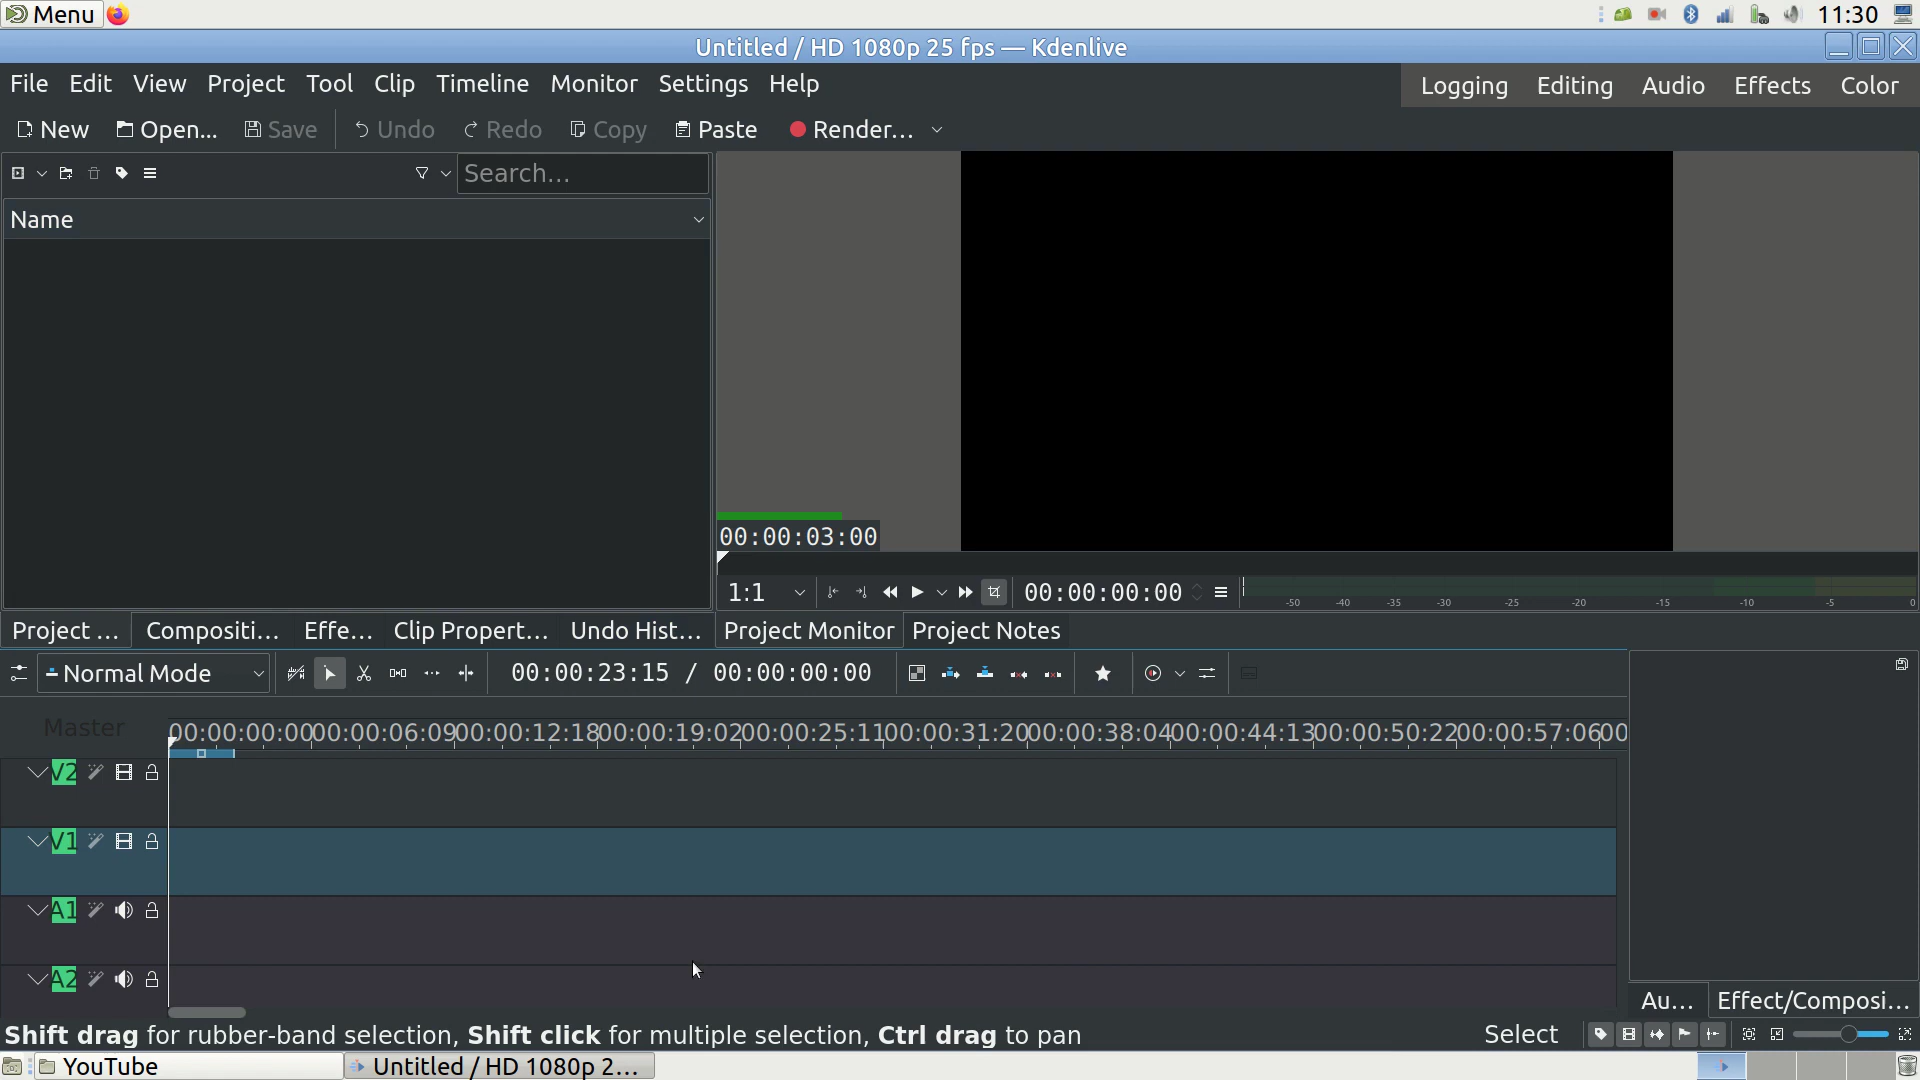 Menu 11:30
Untitled / HD 1080p 25 fps — Kdenlive
File Edit View Project Tool Clip Timeline Monitor Settings Help Logging Editing Audio Effects Color
New Open... Save Undo Redo Copy Paste Render...
Search...
Name
00:00:03:00
1:1 00:00:00:00 -50 -40 -35 -30 -25 -20 -15 -10 -5 0
Project ... Compositi... Effe... Clip Propert... Undo Hist... Project Monitor Project Notes
Normal Mode 00:00:23:15 / 00:00:00:00
Master 00:00:00:00 00:00:06:09 00:00:12:18 00:00:19:02 00:00:25:11 00:00:31:20 00:00:38:04 00:00:44:13 00:00:50:22 00:00:57:06 00
V2
V1
A1
A2
Au... Effect/Composi...
Shift drag for rubber-band selection, Shift click for multiple selection, Ctrl drag to pan Select
YouTube Untitled / HD 1080p 2...